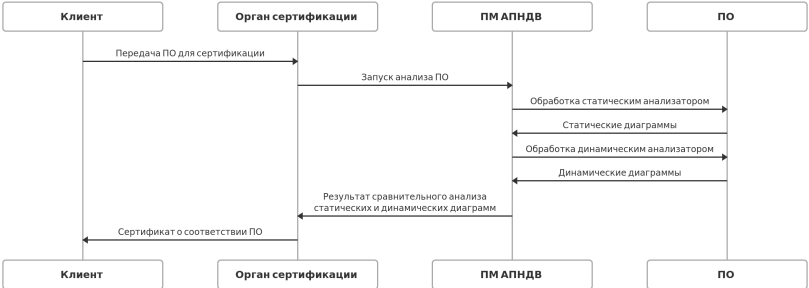 Клиент
Орган сертификации
ПМ АПНДВ
ПО
Передача ПО для сертификации
Запуск анализа ПО
Обработка статическим анализатором
Статические диаграммы
Обработка динамическим анализатором
Динамические диаграммы
Результат сравнительного анализа
статических и динамических диаграмм
Сертификат о соответствии ПО
Клиент
Орган сертификации
ПМ АПНДВ
ПО